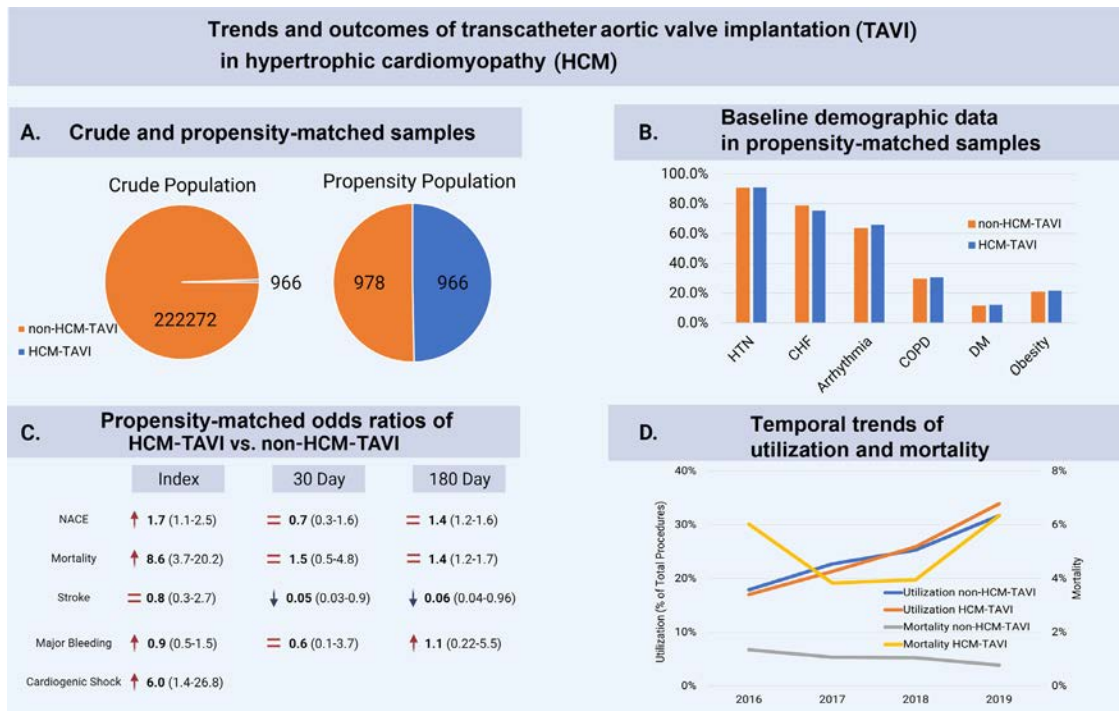 Trends and outcomes of transcatheter aortic valve implantation (TAVI)
in hypertrophic cardiomyopathy (HCM)
A. Crude and propensity-matched samples
Crude Population
Propensity Population
966
222272
978
966
non-HCM-TAVI
HCM-TAVI
B. Baseline demographic data
in propensity-matched samples
100.0%
80.0%
60.0%
40.0%
20.0%
0.0%
non-HCM-TAVI
HCM-TAVI
HTN
CHF
Arrhythmia
COPD
DM
Obesity
C. Propensity-matched odds ratios of
HCM-TAVI vs. non-HCM-TAVI
Index 30 Day 180 Day
NACE ↑ 1.7 (1.1-2.5) = 0.7 (0.3-1.6) = 1.4 (1.2-1.6)
Mortality ↑ 8.6 (3.7-20.2) = 1.5 (0.5-4.8) = 1.4 (1.2-1.7)
Stroke = 0.8 (0.3-2.7) ↓ 0.05 (0.03-0.9) ↓ 0.06 (0.04-0.96)
Major Bleeding ↑ 0.9 (0.5-1.5) = 0.6 (0.1-3.7) ↑ 1.1 (0.22-5.5)
Cardiogenic Shock ↑ 6.0 (1.4-26.8)
D. Temporal trends of
utilization and mortality
Utilization (% of Total Procedures)
40%
30%
20%
10%
0%
8%
6%
4%
2%
0%
Mortality
Utilization non-HCM-TAVI
Utilization HCM-TAVI
Mortality non-HCM-TAVI
Mortality HCM-TAVI
2016 2017 2018 2019